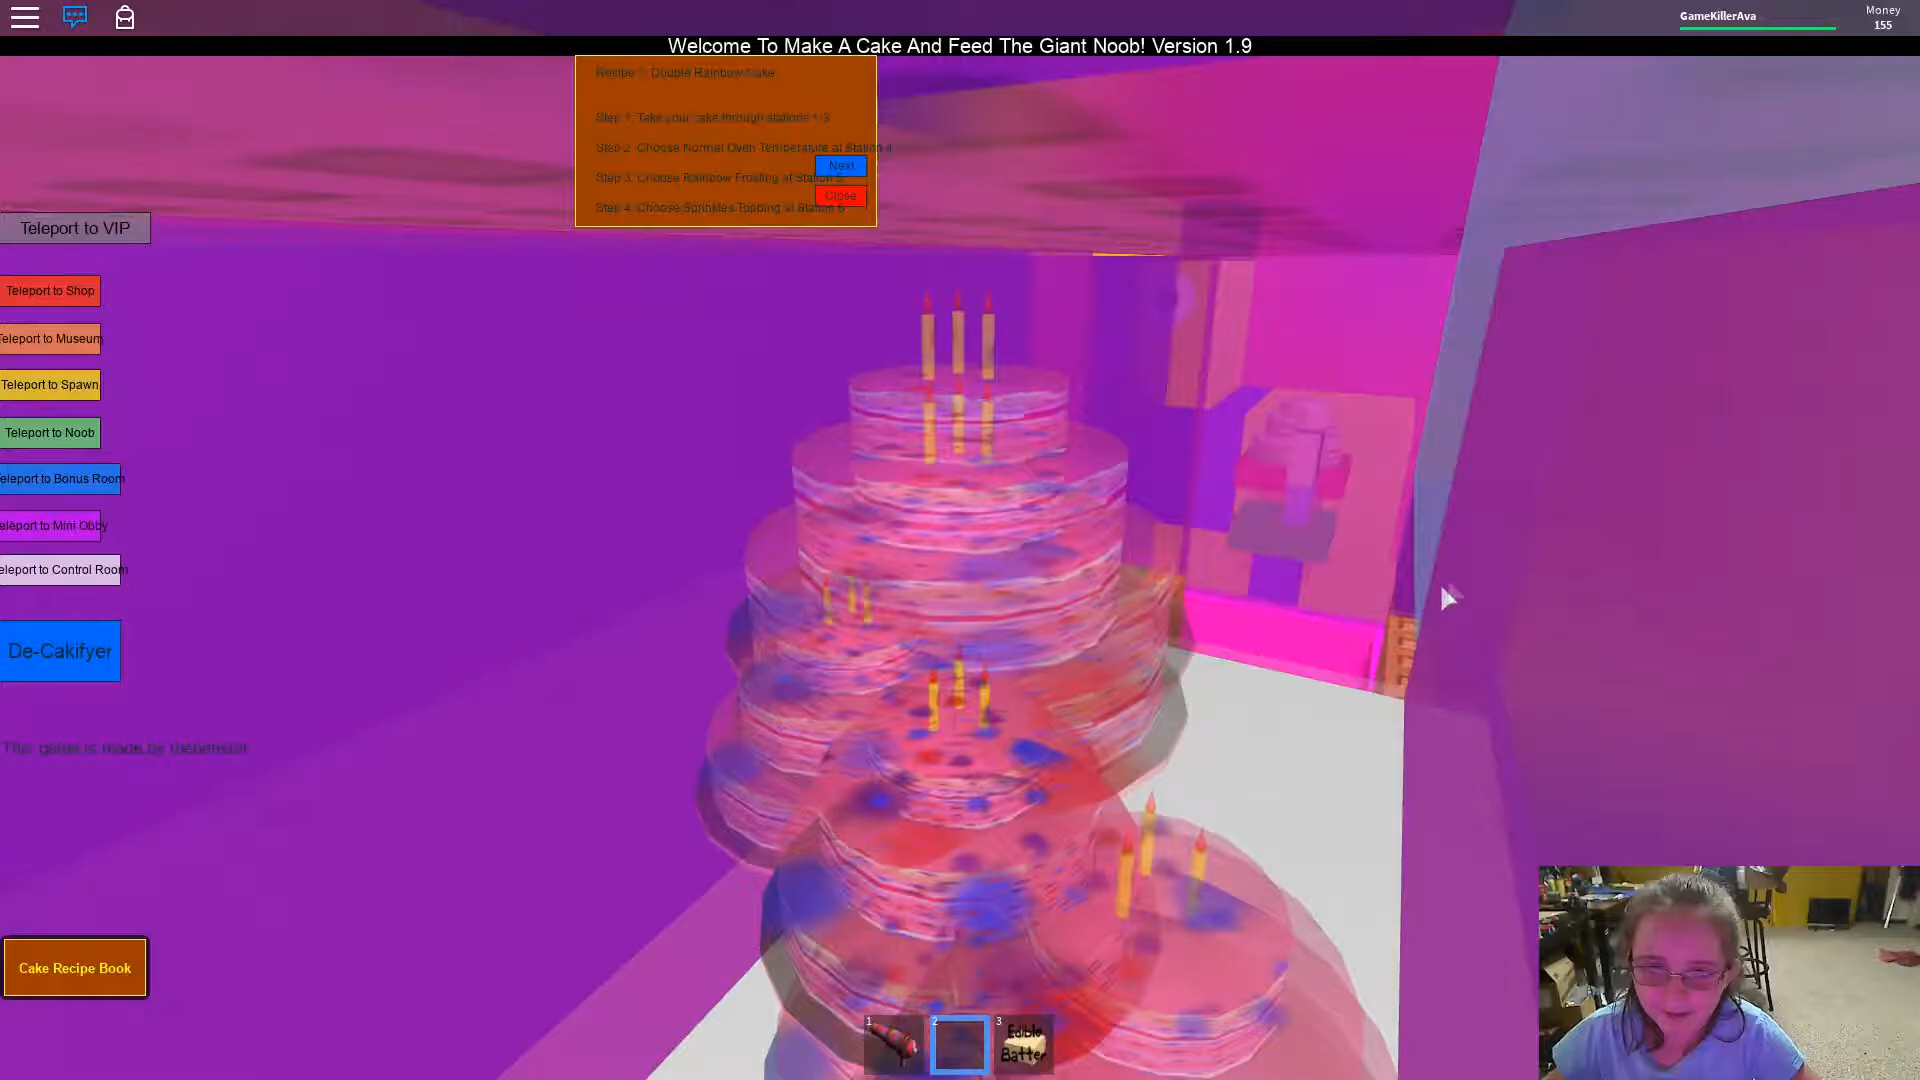 GameKillerAva
Money
155
Welcome To Make A Cake And Feed The Giant Noob! Version 1.9
Recipe 1: Double Rainbow Cake
Step 1: Take your cake through stations 1-3
Step 2: Choose Normal Oven Temperature at Station 4
Next
Step 3: Choose Rainbow Frosting at Station 5
Close
Step 4: Choose Sprinkles Topping at Station 6
Teleport to VIP
Teleport to Shop
Teleport to Museum
Teleport to Spawn
Teleport to Noob
eleport to Bonus Room
eleport to Mini Obby
eleport to Control Room
De-Cakifyer
This game is made by
Cake Recipe Book
1
2
3
Edible
Batter